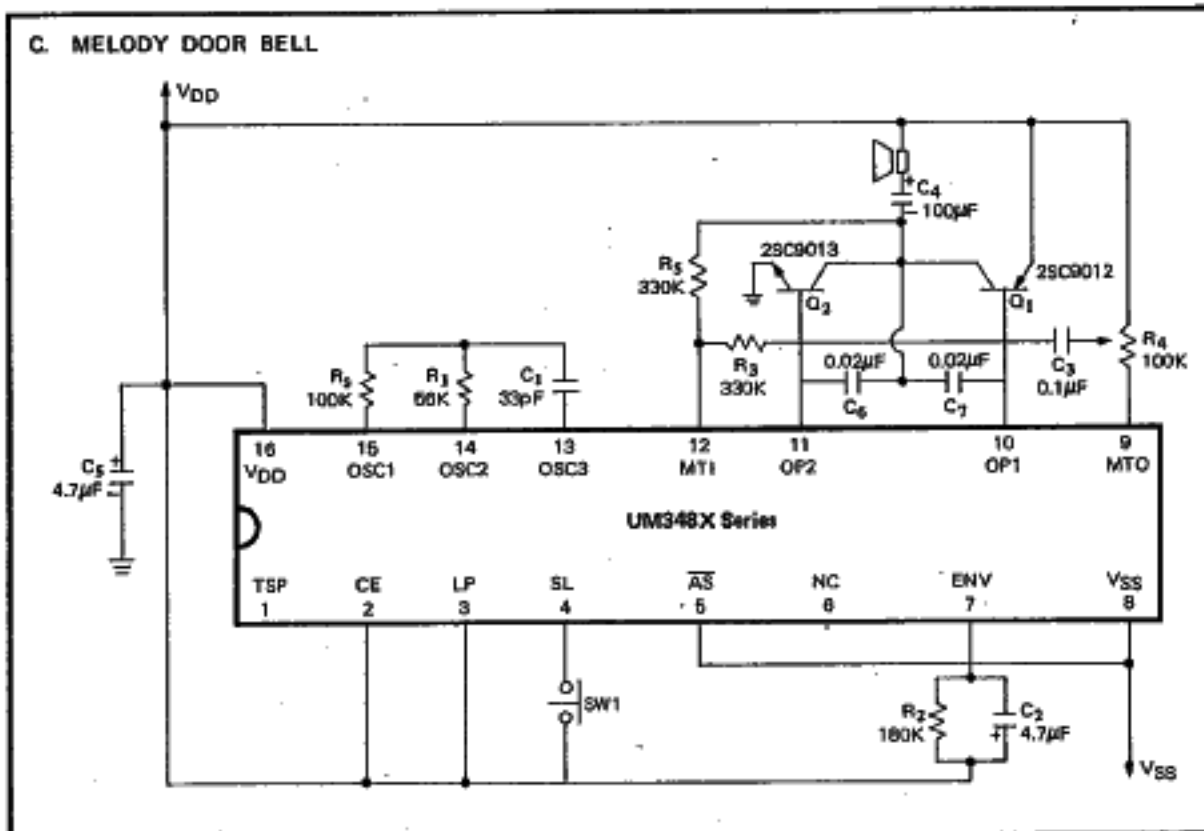 C. MELODY DOOR BELL
VDD
C4
100µF
2SC9013
2SC9012
R5
330K
Q2
Q1
R3
330K
C3
0.1µF
R4
100K
0.02µF
0.02µF
C6
C7
R5
100K
R1
66K
C1
33pF
C5
4.7µF
16
15
14
13
12
11
10
9
VDD
OSC1
OSC2
OSC3
MT1
OP2
OP1
MTO
UM348X Series
TSP
CE
LP
SL
AS
NC
ENV
VSS
1
2
3
4
5
6
7
8
SW1
R2
180K
C2
4.7µF
VSS